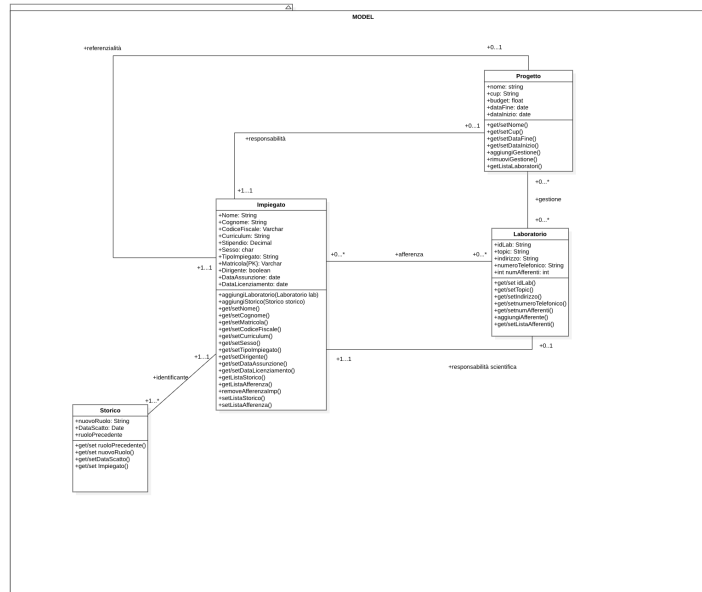 MODEL
+referenzialità
+0...1
Progetto
+nome: string
+cup: String
+budget: float
+dataFine: date
+dataInizio: date
+get/setNome()
+get/setCup()
+get/setDataFine()
+get/setDataInizio()
+aggiungiGestione()
+rimuoviGestione()
+getListaLaboratori()
+0...1
+responsabilità
+1...1
+0...*
+gestione
+0...*
Impiegato
+Nome: String
+Cognome: String
+CodiceFiscale: Varchar
+Curriculum: String
+Stipendio: Decimal
+Sesso: char
+TipoImpiegato: String
+Matricola(PK): Varchar
+Dirigente: boolean
+DataAssunzione: date
+DataLicenziamento: date
+aggiungiLaboratorio(Laboratorio lab)
+aggiungiStorico(Storico storico)
+get/setNome()
+get/setCognome()
+get/setMatricola()
+get/setCodiceFiscale()
+get/setCurriculum()
+get/setSesso()
+get/setTipoImpiegato()
+get/setDirigente()
+get/setDataAssunzione()
+get/setDataLicenziamento()
+getListaStorico()
+getListaAfferenza()
+removeAfferenzaImp()
+setListaStorico()
+setListaAfferenza()
+1...1
+0...*
+afferenza
+0...*
Laboratorio
+idLab: String
+topic: String
+indirizzo: String
+numeroTelefonico: String
+int numAfferenti: int
+get/set idLab()
+get/setTopic()
+get/setIndirizzo()
+get/setnumeroTelefonico()
+get/setnumAfferenti()
+aggiungiAfferente()
+get/setListaAfferenti()
+1...1
+1...1
+0..1
+responsabilità scientifica
+identificante
+1...*
Storico
+nuovoRuolo: String
+DataScatto: Date
+ruoloPrecedente
+get/set ruoloPrecedente()
+get/set nuovoRuolo()
+get/setDataScatto()
+get/set Impiegato()